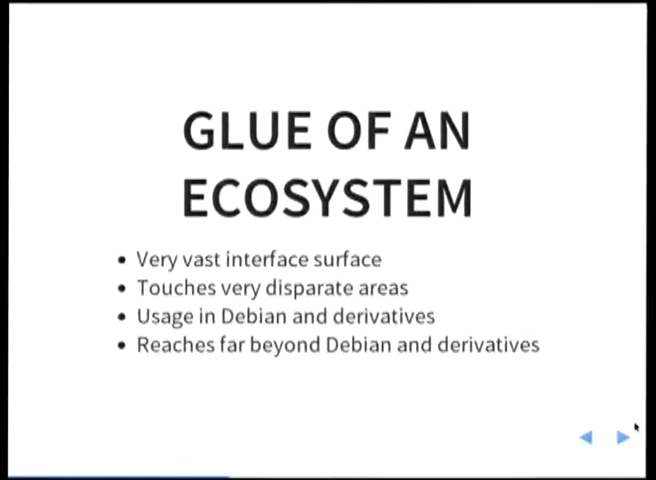 GLUE OF AN
ECOSYSTEM
• Very vast interface surface
• Touches very disparate areas
• Usage in Debian and derivatives
• Reaches far beyond Debian and derivatives